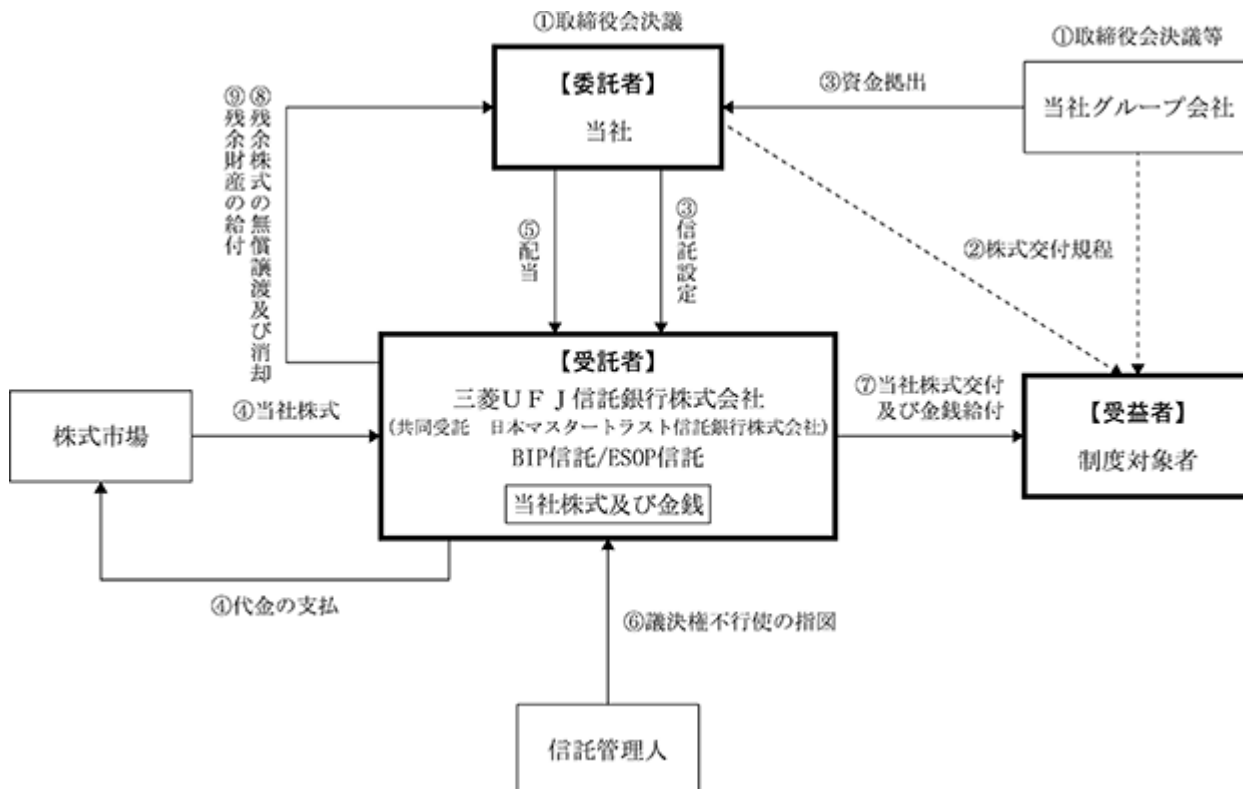 ①取締役会決議
①取締役会決議等
【委託者】
当社
③資金拠出
当社グループ会社
⑧残余株式の無償譲渡及び消却
⑨残余財産の給付
⑤配当
③信託設定
②株式交付規程
【受託者】
三菱UFJ信託銀行株式会社
(共同受託 日本マスタートラスト信託銀行株式会社)
BIP信託/ESOP信託
当社株式及び金銭
株式市場
④当社株式
⑦当社株式交付
及び金銭給付
【受益者】
制度対象者
④代金の支払
⑥議決権不行使の指図
信託管理人